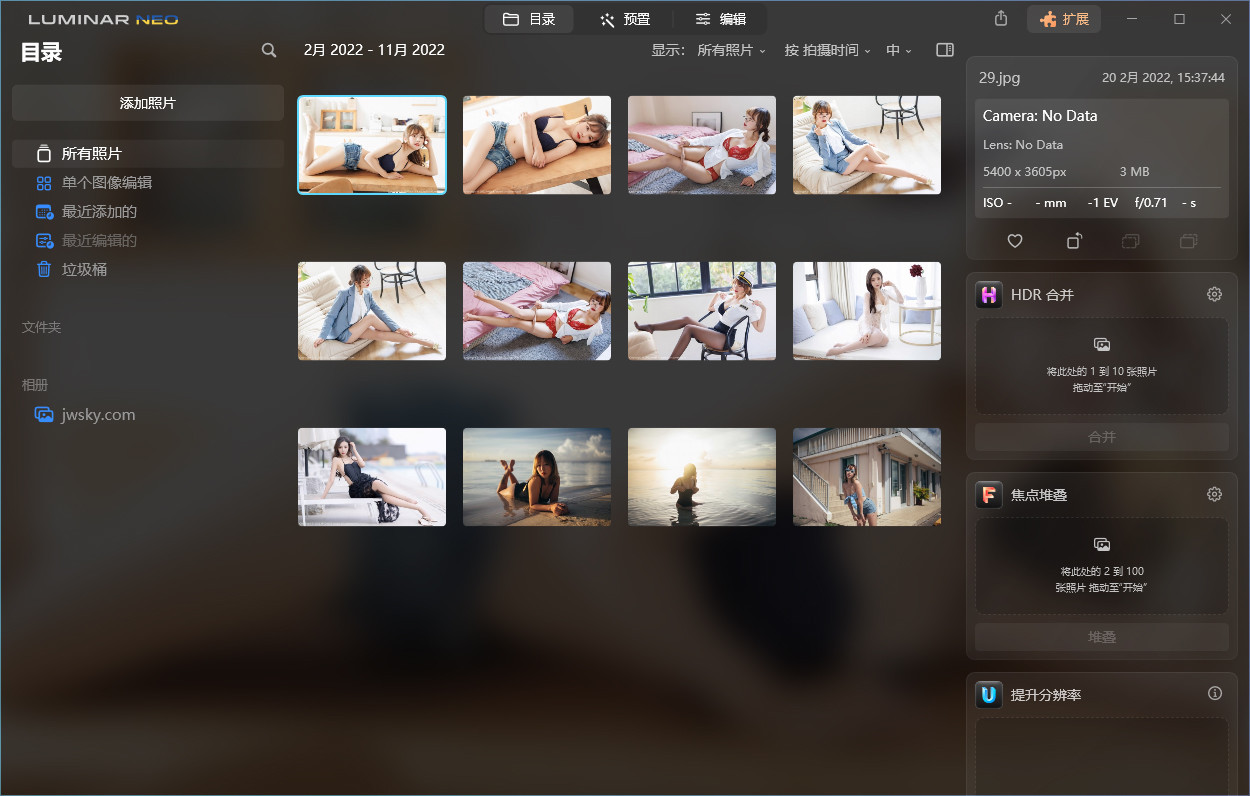 LUMINAR NEO
目录
预置
编辑
扩展
目录
2月 2022 - 11月 2022
显示:
所有照片
按 拍摄时间
中
添加照片
所有照片
单个图像编辑
最近添加的
最近编辑的
垃圾桶
文件夹
相册
jwsky.com
29.jpg
20 2月 2022, 15:37:44
Camera: No Data
Lens: No Data
5400 x 3605px
3 MB
ISO -
- mm
-1 EV
f/0.71
- s
HDR 合并
将此处的 1 到 10 张照片
拖动至“开始”
合并
焦点堆叠
将此处的 2 到 100
张照片 拖动至“开始”
堆叠
提升分辨率